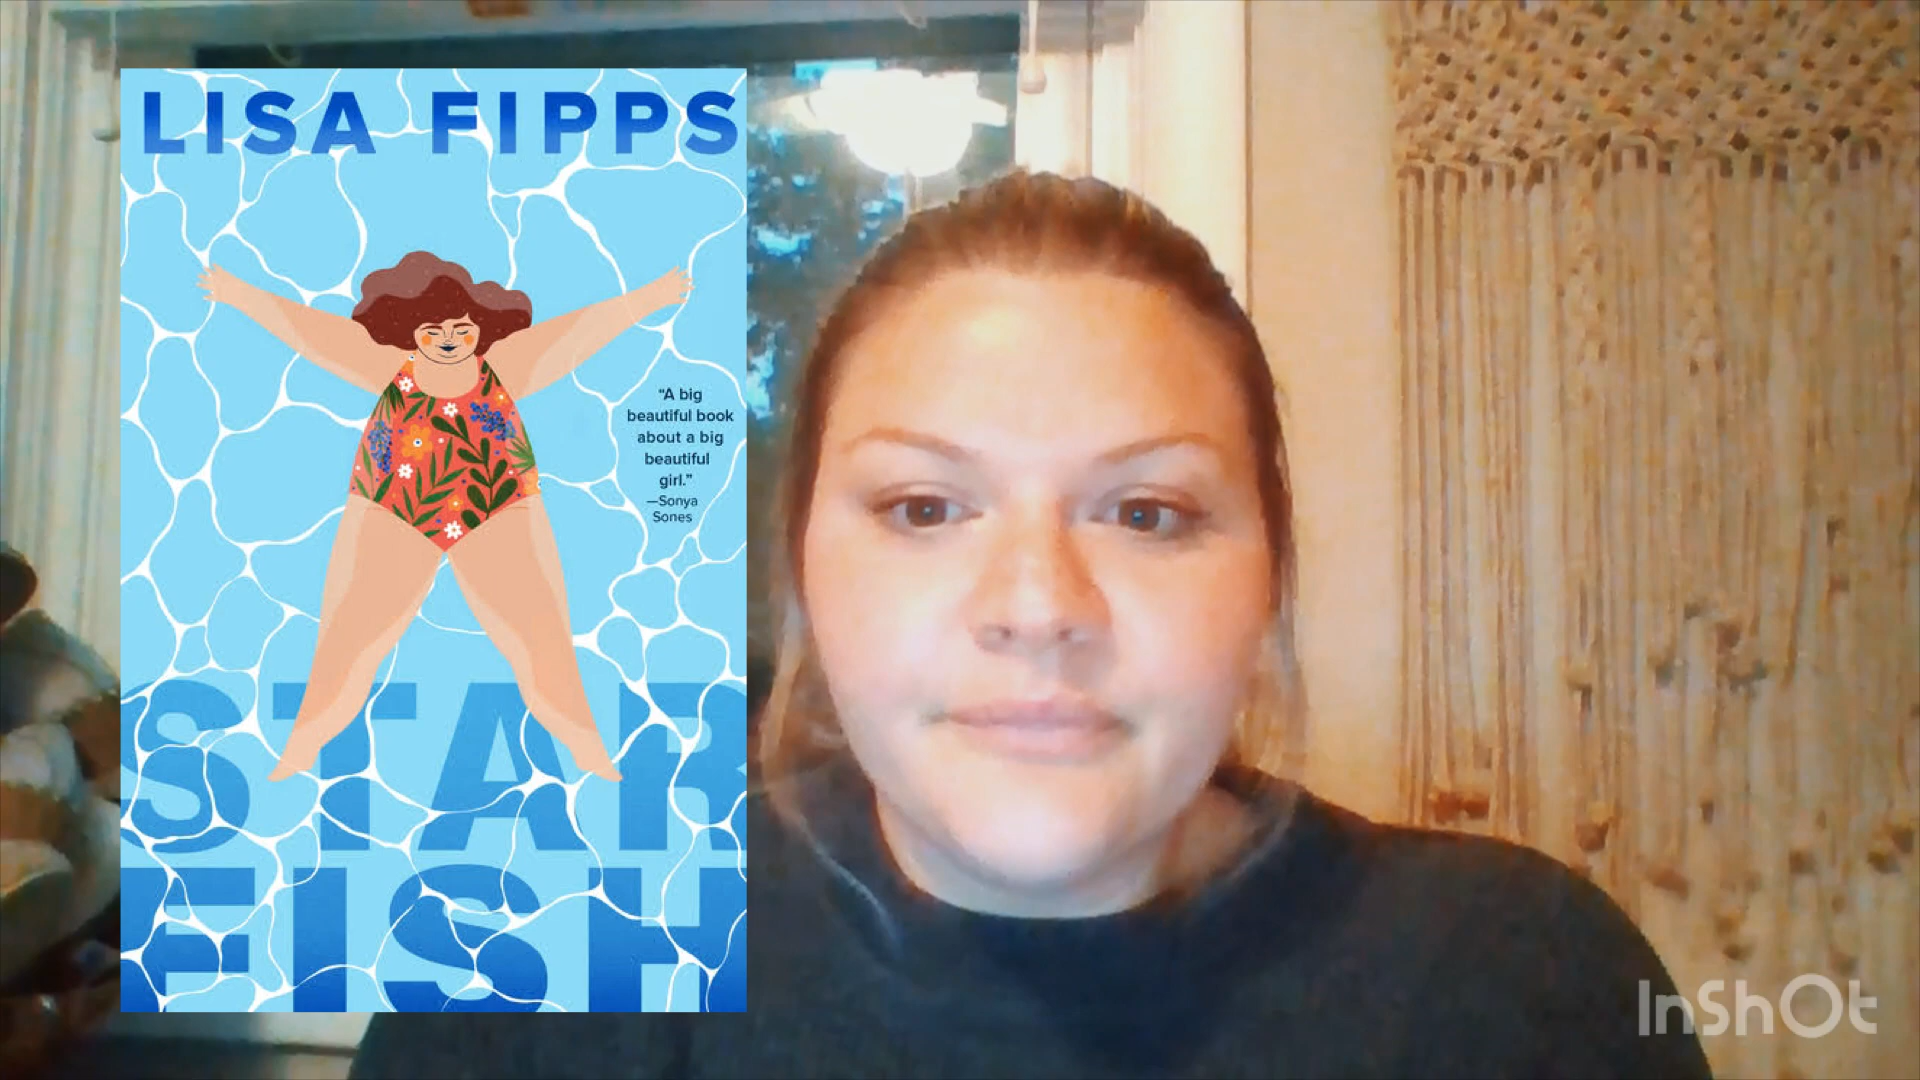 LISA FIPPS
“A big
beautiful book
about a big
beautiful
girl.”
—Sonya
Sones
STAR
FISH
InShOt